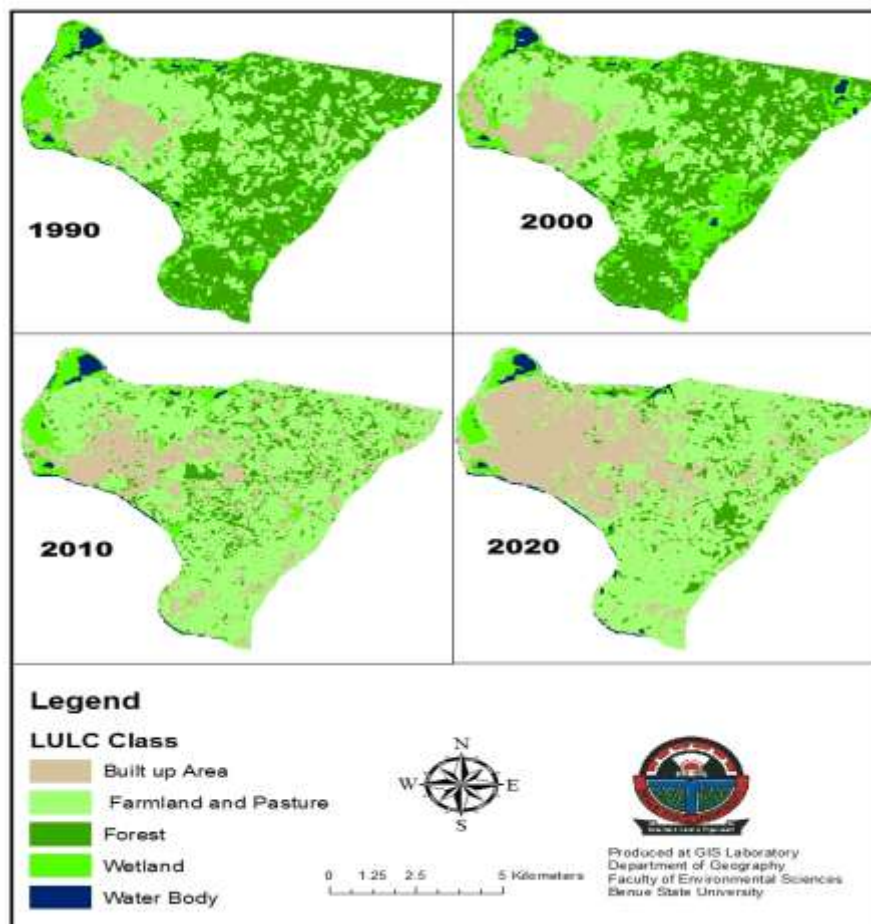 1990
2000
2010
2020
Legend
LULC Class
Built up Area
Farmland and Pasture
Forest
Wetland
Water Body
N
W E
S
0 1.25 2.5 5 Kilometers
Produced at GIS Laboratory
Department of Geography
Faculty of Environmental Sciences
Benue State University